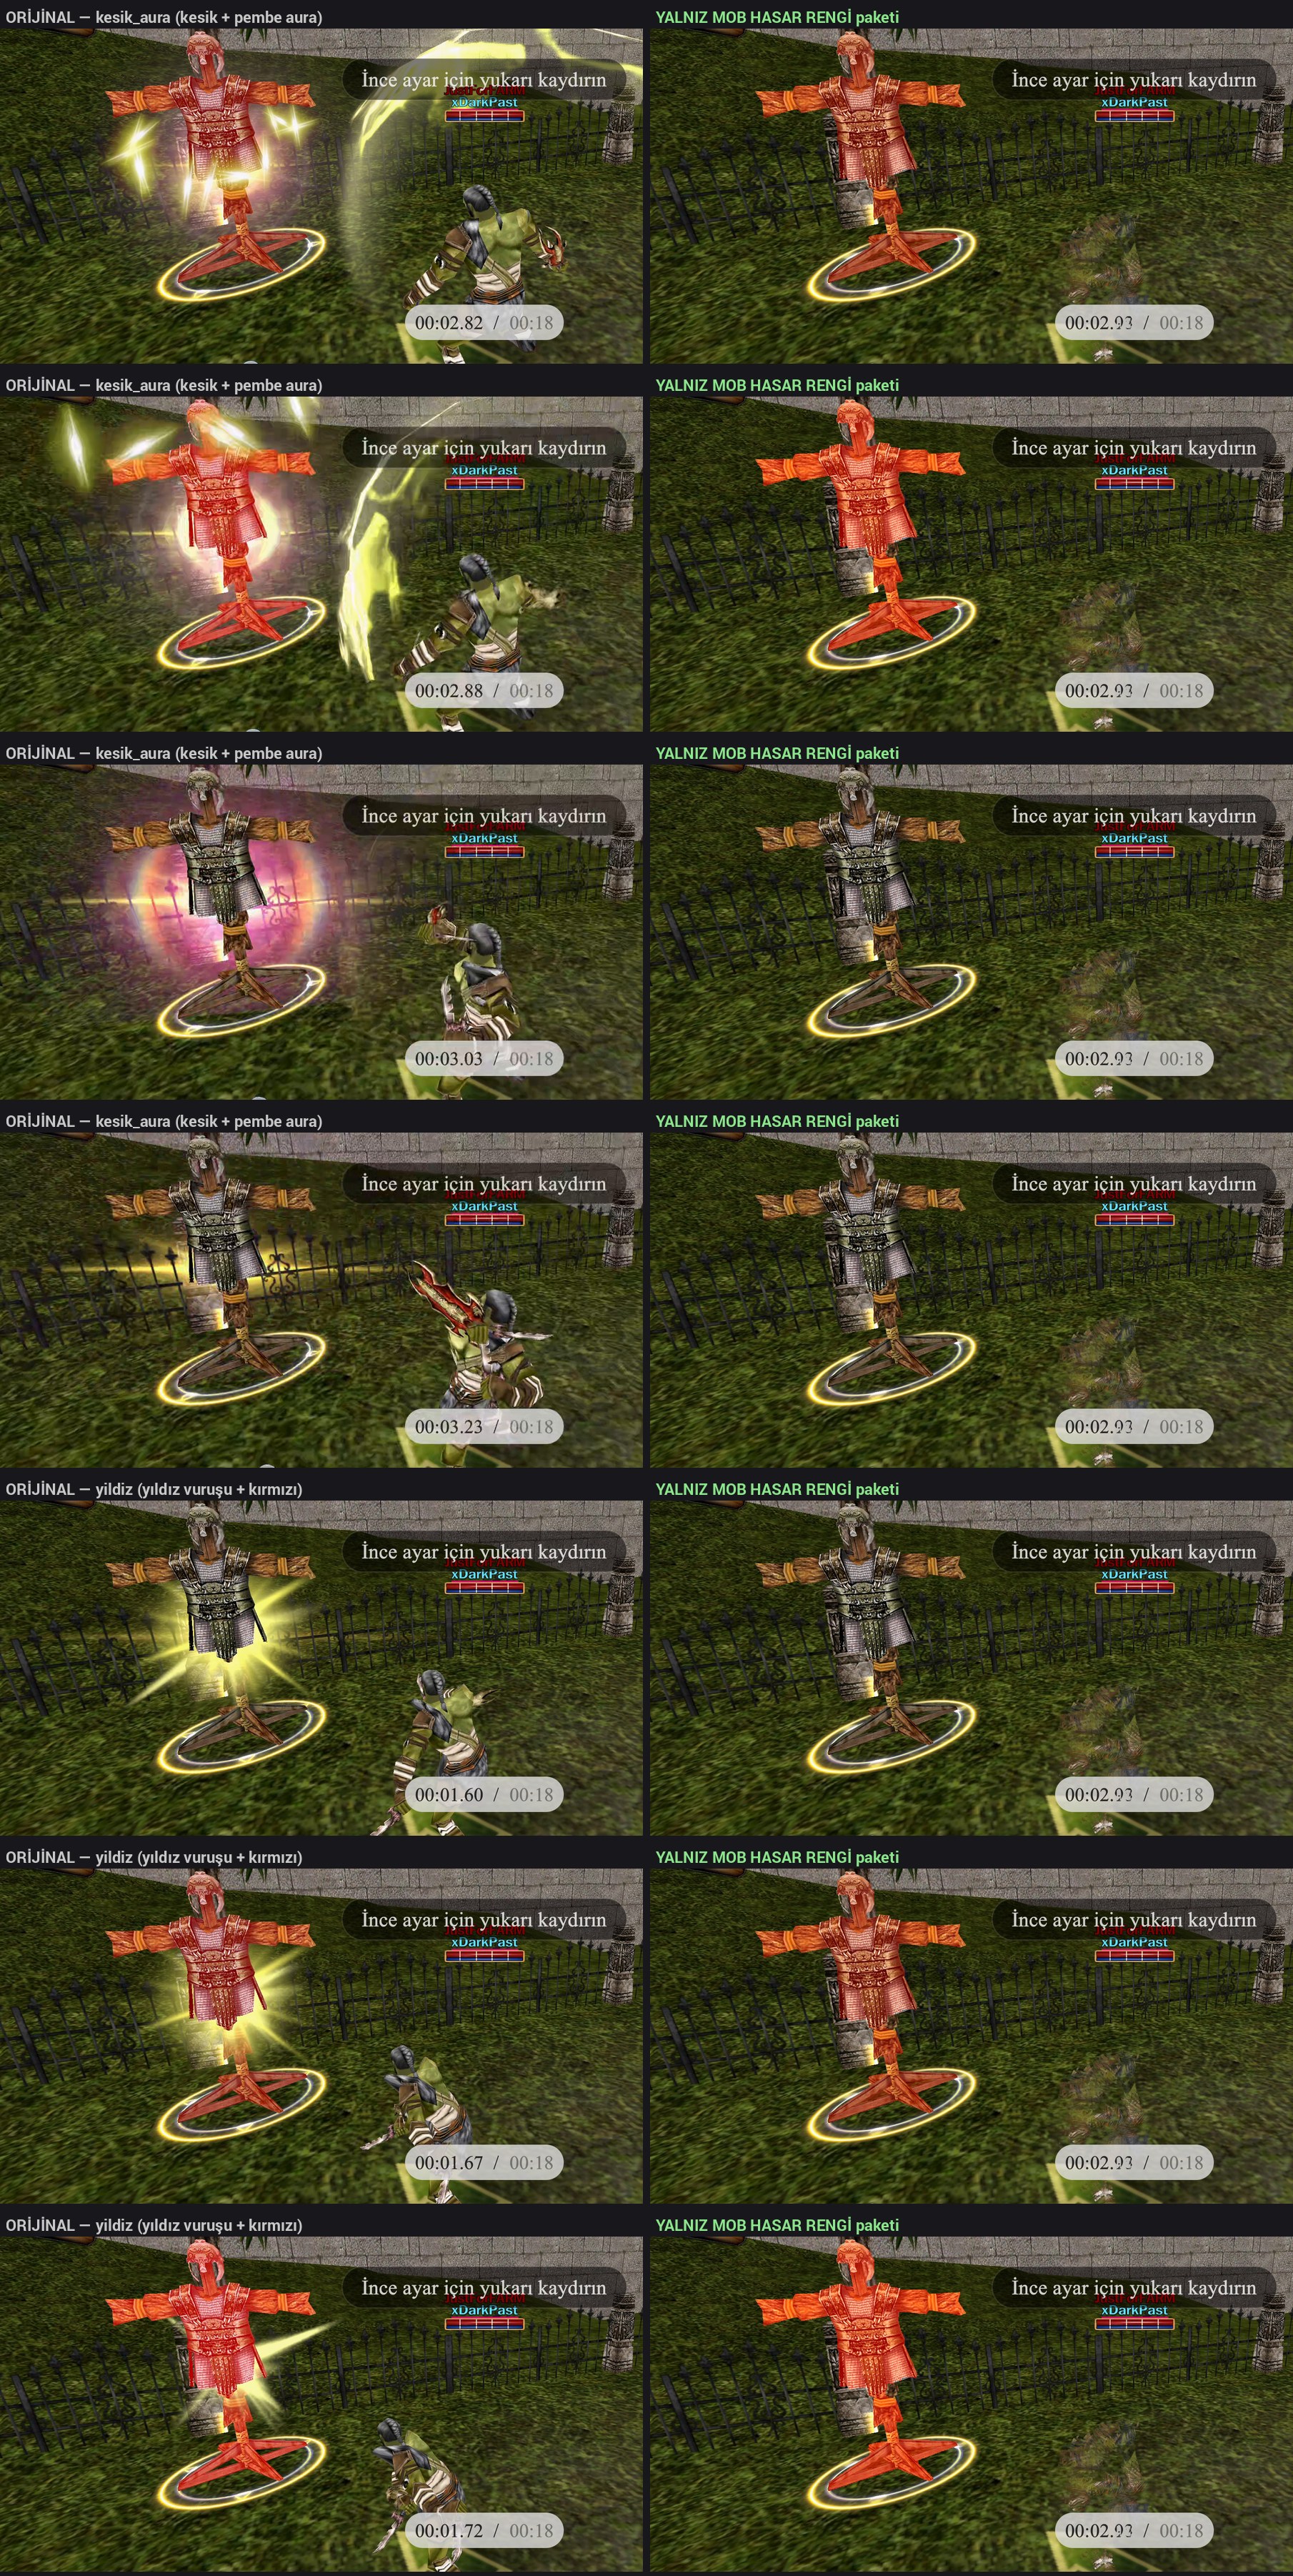 ORİJİNAL — kesik_aura (kesik + pembe aura)
YALNIZ MOB HASAR RENGİ paketi
İnce ayar için yukarı kaydırın
xDarkPast
00:02.82 / 00:18
İnce ayar için yukarı kaydırın
xDarkPast
00:02.93 / 00:18
ORİJİNAL — kesik_aura (kesik + pembe aura)
YALNIZ MOB HASAR RENGİ paketi
İnce ayar için yukarı kaydırın
xDarkPast
00:02.88 / 00:18
İnce ayar için yukarı kaydırın
xDarkPast
00:02.93 / 00:18
ORİJİNAL — kesik_aura (kesik + pembe aura)
YALNIZ MOB HASAR RENGİ paketi
İnce ayar için yukarı kaydırın
xDarkPast
00:03.03 / 00:18
İnce ayar için yukarı kaydırın
xDarkPast
00:02.93 / 00:18
ORİJİNAL — kesik_aura (kesik + pembe aura)
YALNIZ MOB HASAR RENGİ paketi
İnce ayar için yukarı kaydırın
xDarkPast
00:03.23 / 00:18
İnce ayar için yukarı kaydırın
xDarkPast
00:02.93 / 00:18
ORİJİNAL — yildiz (yıldız vuruşu + kırmızı)
YALNIZ MOB HASAR RENGİ paketi
İnce ayar için yukarı kaydırın
xDarkPast
00:01.60 / 00:18
İnce ayar için yukarı kaydırın
xDarkPast
00:02.93 / 00:18
ORİJİNAL — yildiz (yıldız vuruşu + kırmızı)
YALNIZ MOB HASAR RENGİ paketi
İnce ayar için yukarı kaydırın
xDarkPast
00:01.67 / 00:18
İnce ayar için yukarı kaydırın
xDarkPast
00:02.93 / 00:18
ORİJİNAL — yildiz (yıldız vuruşu + kırmızı)
YALNIZ MOB HASAR RENGİ paketi
İnce ayar için yukarı kaydırın
xDarkPast
00:01.72 / 00:18
İnce ayar için yukarı kaydırın
xDarkPast
00:02.93 / 00:18